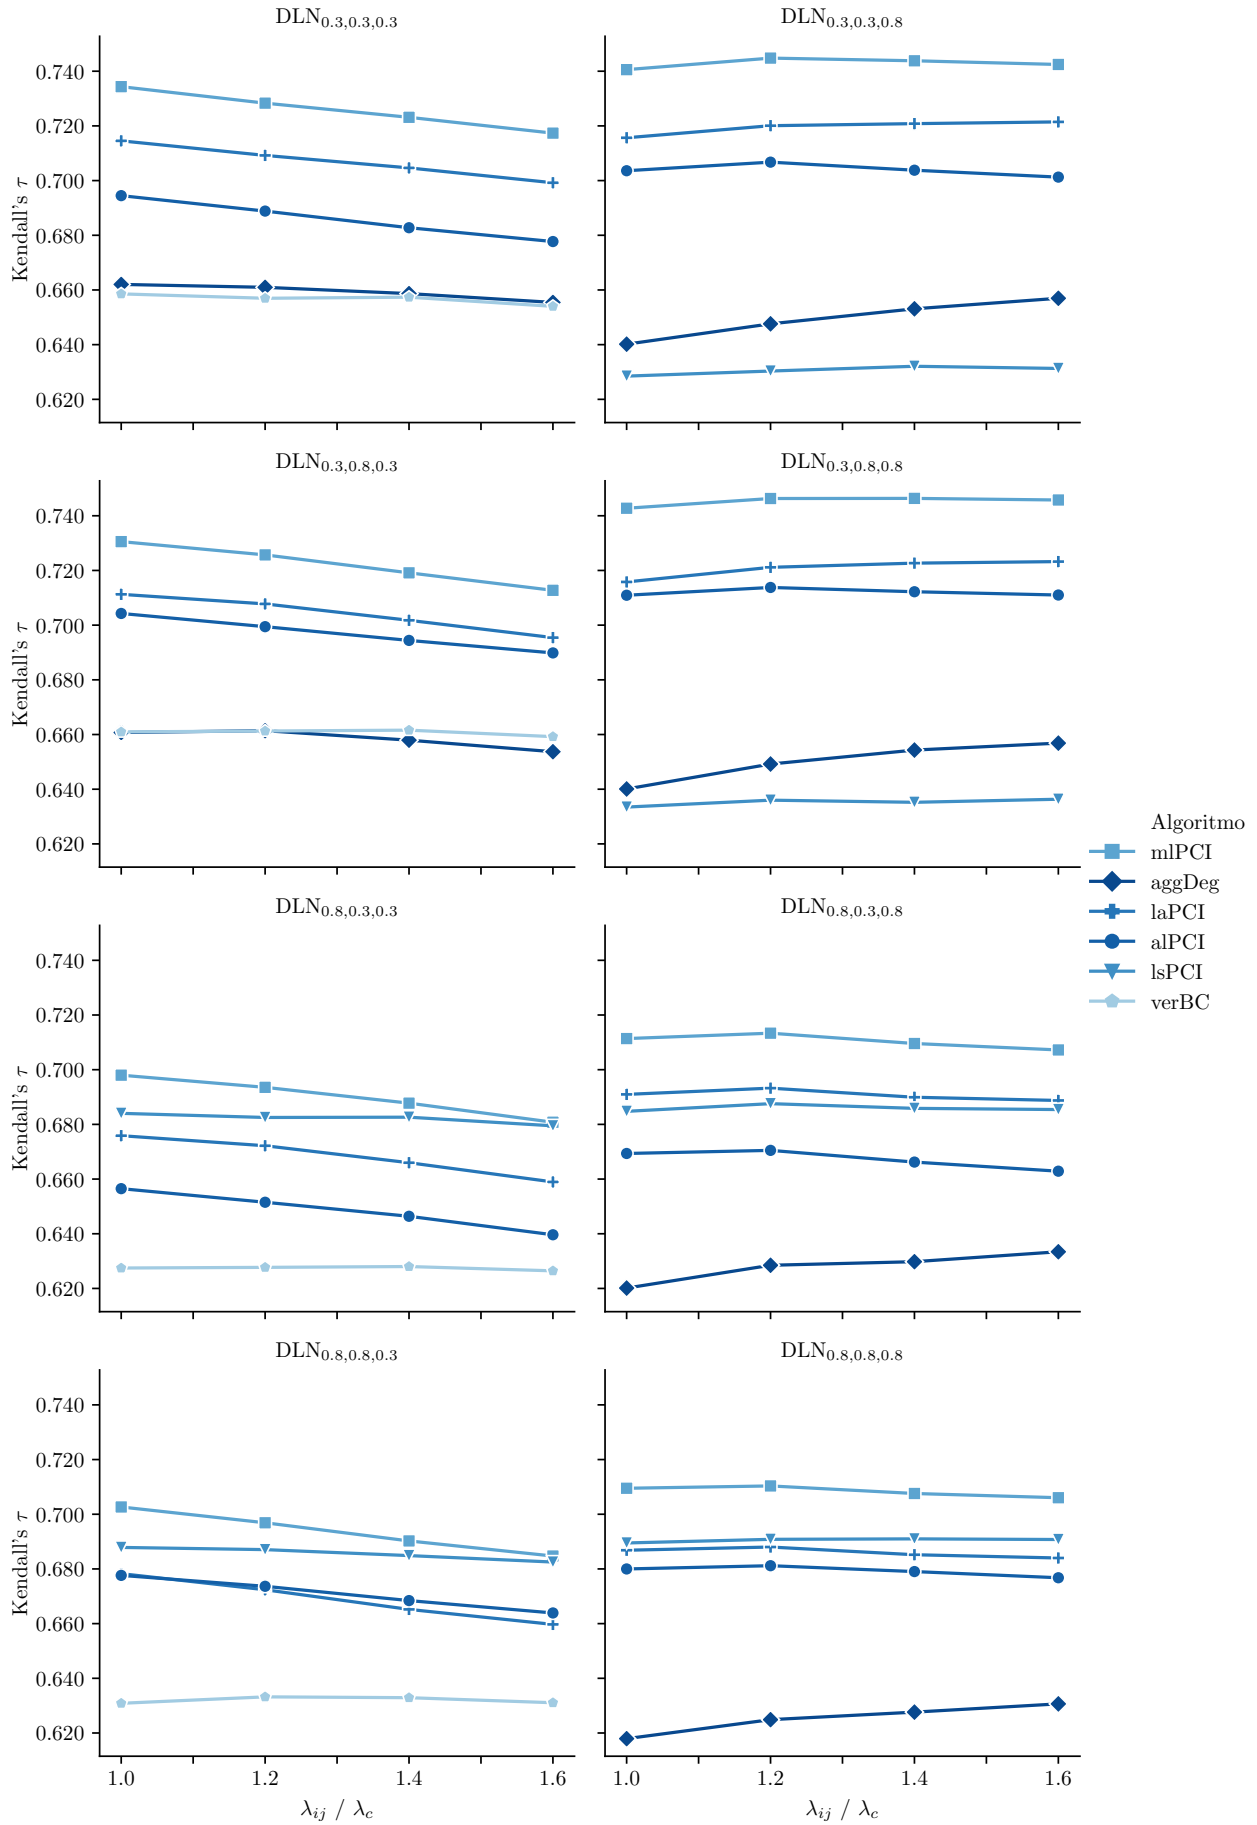 DLN0.3,0.3,0.3
DLN0.3,0.3,0.8
0.740
0.720
0.700
0.680
0.660
0.640
0.620
Kendall's τ
DLN0.3,0.8,0.3
DLN0.3,0.8,0.8
0.740
0.720
0.700
0.680
0.660
0.640
0.620
Kendall's τ
DLN0.8,0.3,0.3
DLN0.8,0.3,0.8
0.740
0.720
0.700
0.680
0.660
0.640
0.620
Kendall's τ
DLN0.8,0.8,0.3
DLN0.8,0.8,0.8
0.740
0.720
0.700
0.680
0.660
0.640
0.620
Kendall's τ
1.0 1.2 1.4 1.6
1.0 1.2 1.4 1.6
λij / λc
λij / λc
Algoritmo
mlPCI
aggDeg
laPCI
alPCI
lsPCI
verBC